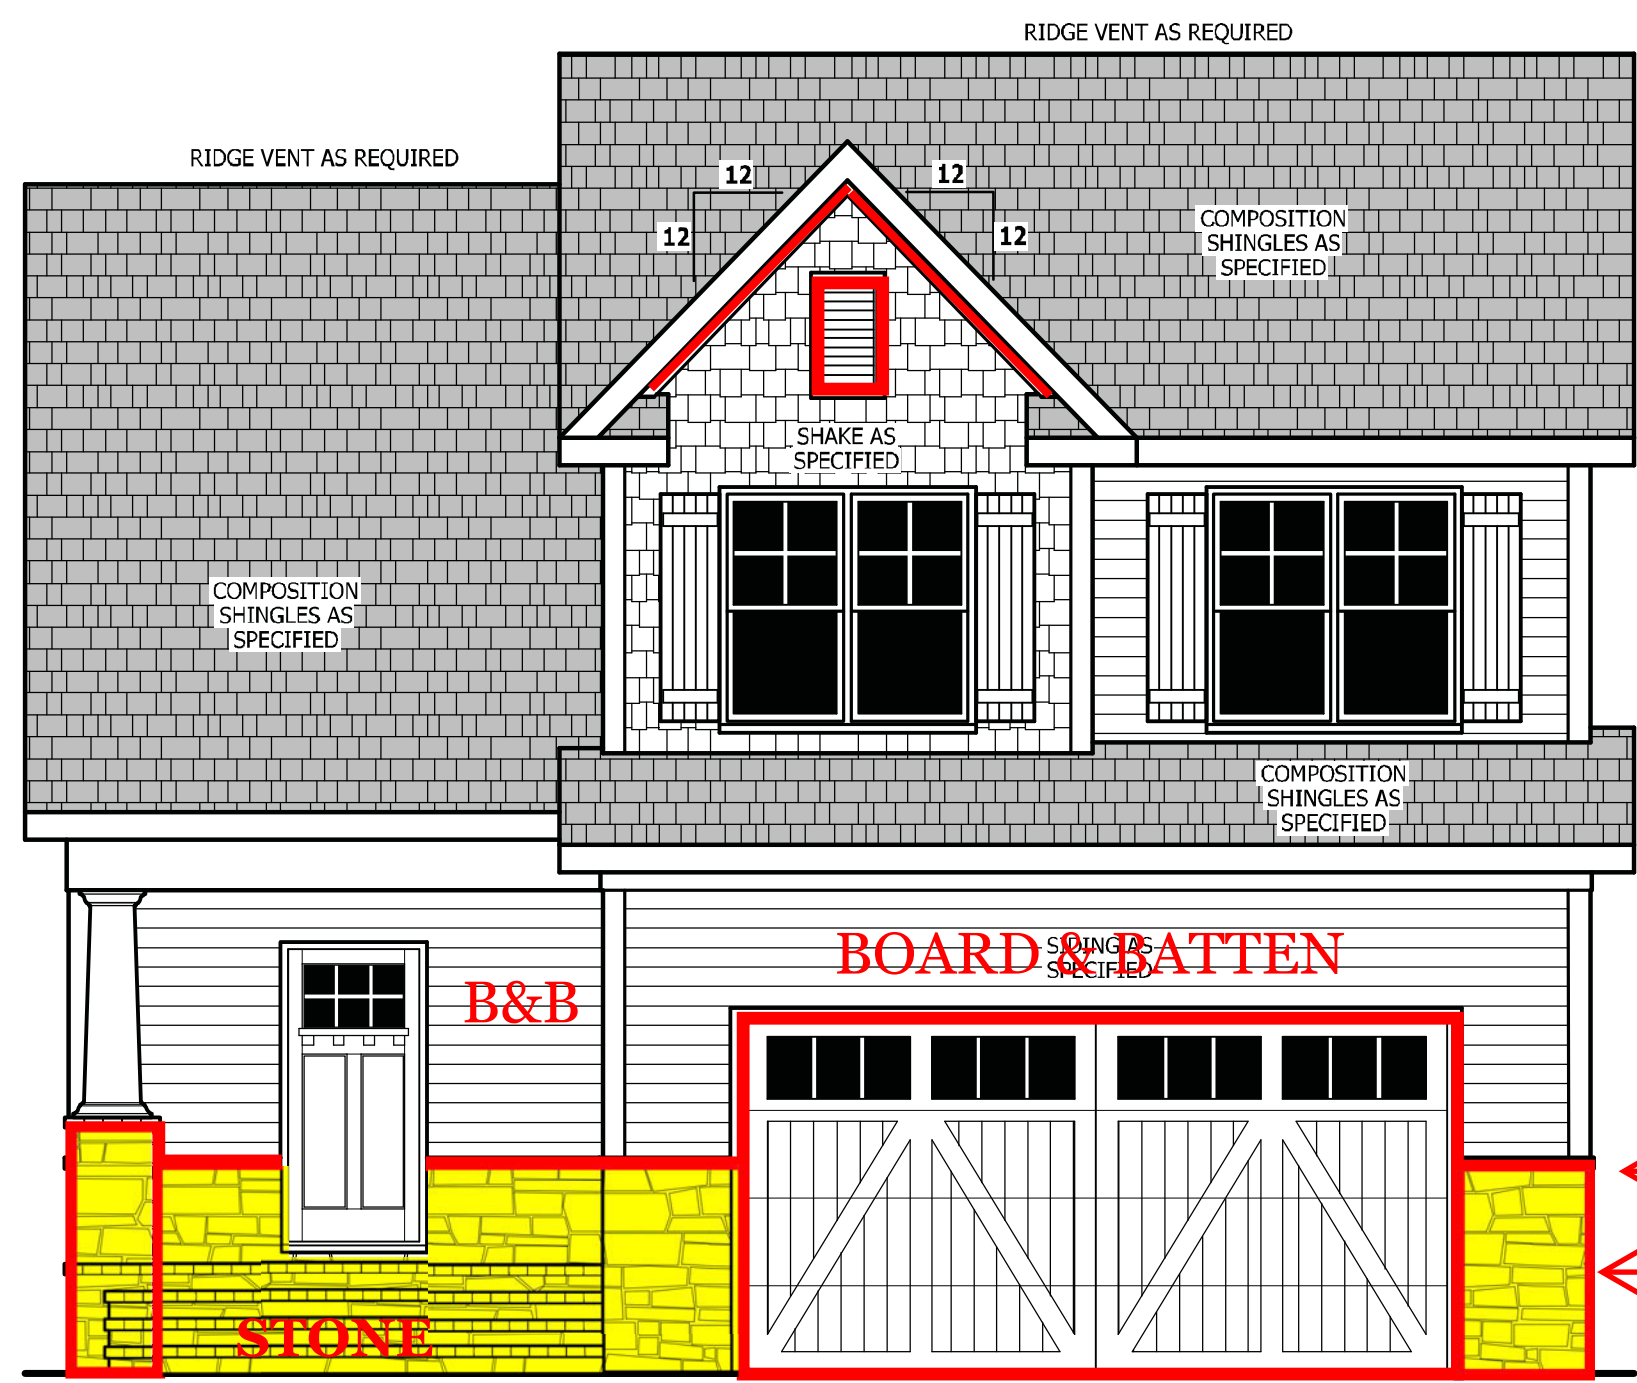 RIDGE VENT AS REQUIRED
RIDGE VENT AS REQUIRED
12
12
12
12
COMPOSITION
SHINGLES AS
SPECIFIED
SHAKE AS
SPECIFIED
COMPOSITION
SHINGLES AS
SPECIFIED
COMPOSITION
SHINGLES AS
SPECIFIED
BOARD & BATTEN
SIDING AS
SPECIFIED
B&B
STONE